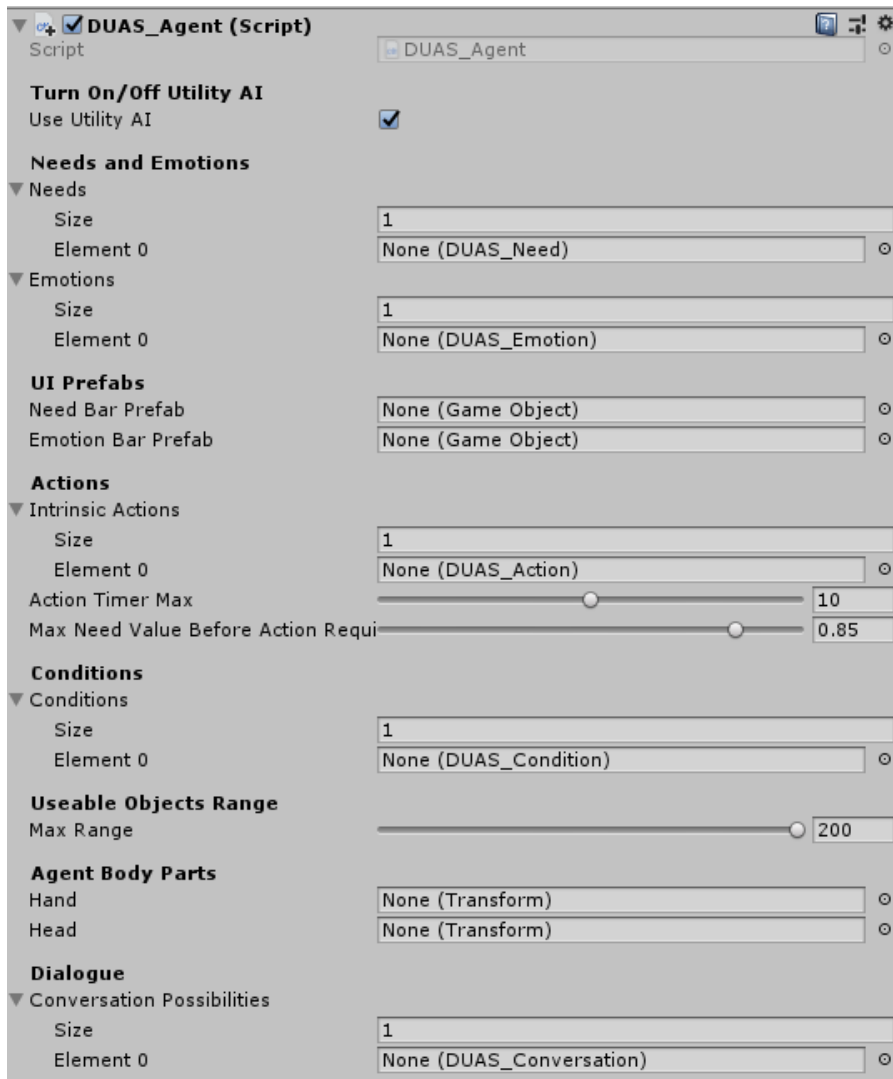 DUAS_Agent (Script)
Script DUAS_Agent
Turn On/Off Utility AI
Use Utility AI
Needs and Emotions
Needs
Size 1
Element 0 None (DUAS_Need)
Emotions
Size 1
Element 0 None (DUAS_Emotion)
UI Prefabs
Need Bar Prefab None (Game Object)
Emotion Bar Prefab None (Game Object)
Actions
Intrinsic Actions
Size 1
Element 0 None (DUAS_Action)
Action Timer Max 10
Max Need Value Before Action Requi 0.85
Conditions
Conditions
Size 1
Element 0 None (DUAS_Condition)
Useable Objects Range
Max Range 200
Agent Body Parts
Hand None (Transform)
Head None (Transform)
Dialogue
Conversation Possibilities
Size 1
Element 0 None (DUAS_Conversation)